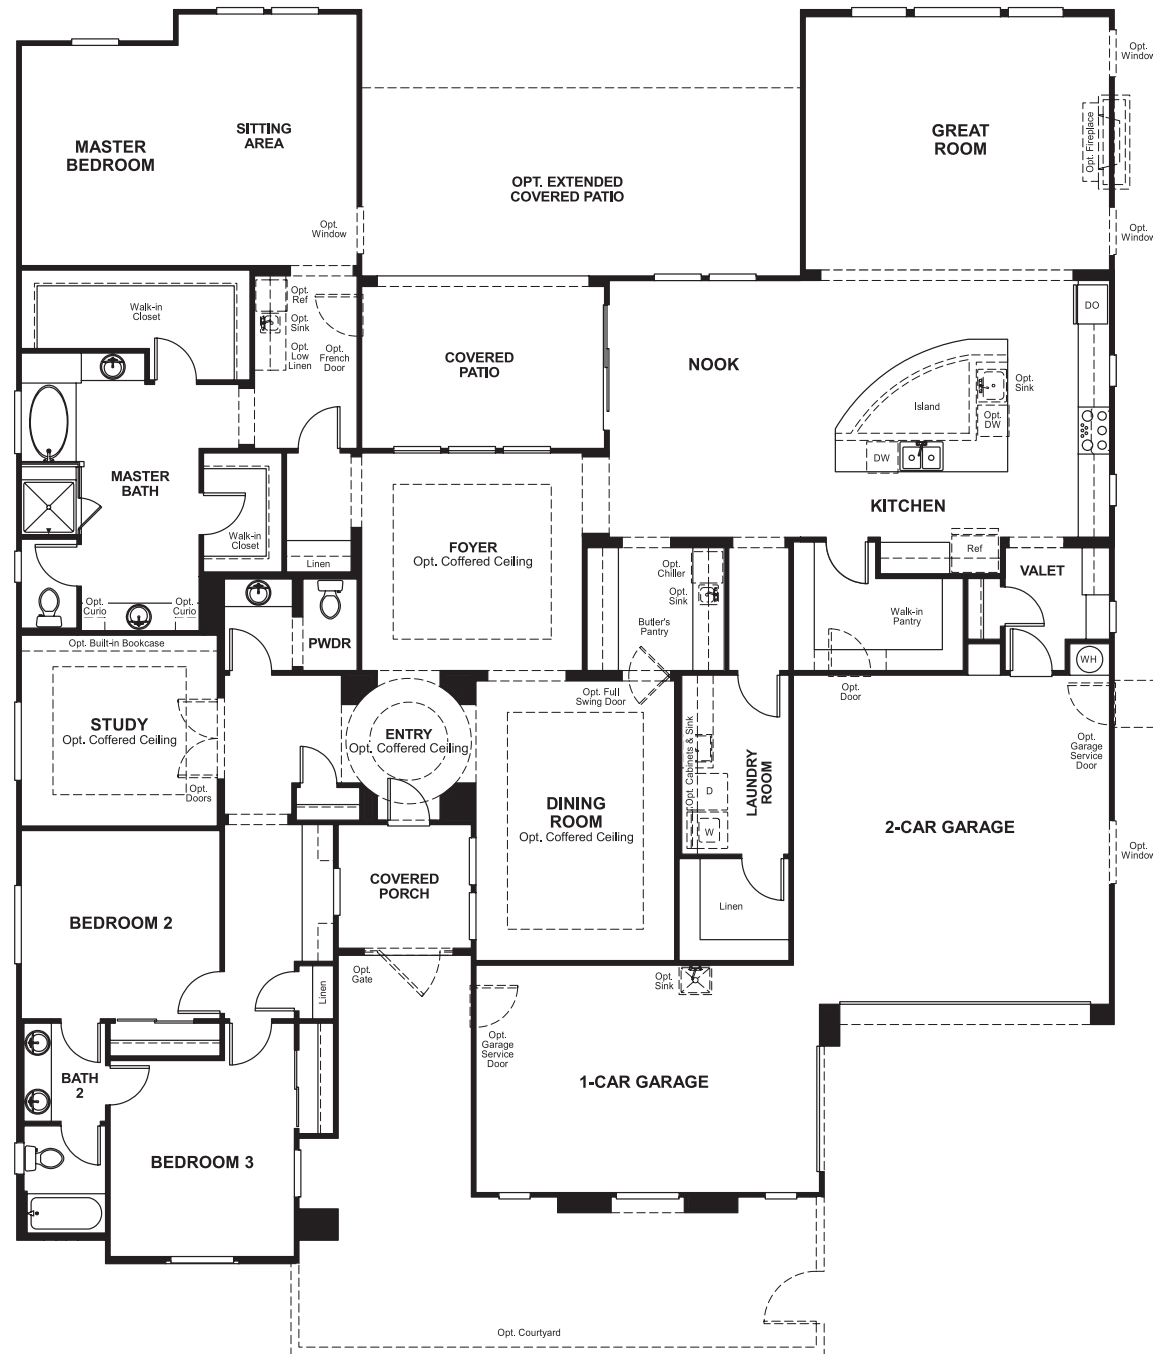 MASTER
BEDROOM
SITTING
AREA
GREAT
ROOM
Opt.
Window
Opt. Fireplace
Opt.
Window
OPT. EXTENDED
COVERED PATIO
Opt.
Window
Walk-in
Closet
Opt.
Ref
Opt.
Sink
Opt.
Low
Linen
Opt.
French
Door
COVERED
PATIO
NOOK
DO
Island
Opt.
Sink
Opt.
DW
DW
KITCHEN
MASTER
BATH
Walk-in
Closet
Linen
FOYER
Opt. Coffered Ceiling
Opt.
Chiller
Opt.
Sink
Butler's
Pantry
Ref
VALET
Walk-in
Pantry
WH
Opt.
Curio
Opt.
Curio
PWDR
Opt. Built-in Bookcase
STUDY
Opt. Coffered Ceiling
Opt.
Doors
ENTRY
Opt. Coffered Ceiling
Opt. Full
Swing Door
Opt.
Door
Opt.
Garage
Service
Door
Opt. Cabinets & Sink
D
W
LAUNDRY
ROOM
DINING
ROOM
Opt. Coffered Ceiling
2-CAR GARAGE
Opt.
Window
COVERED
PORCH
Linen
BEDROOM 2
Opt.
Gate
Linen
Opt.
Sink
Opt.
Garage
Service
Door
1-CAR GARAGE
BATH
2
BEDROOM 3
Opt. Courtyard